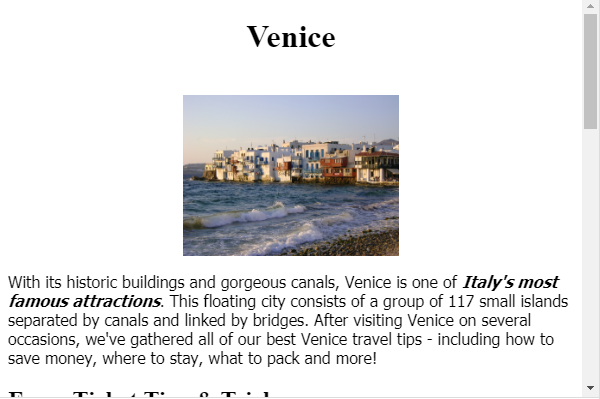 Venice
With its historic buildings and gorgeous canals, Venice is one of Italy's most
famous attractions. This floating city consists of a group of 117 small islands
separated by canals and linked by bridges. After visiting Venice on several
occasions, we've gathered all of our best Venice travel tips - including how to
save money, where to stay, what to pack and more!